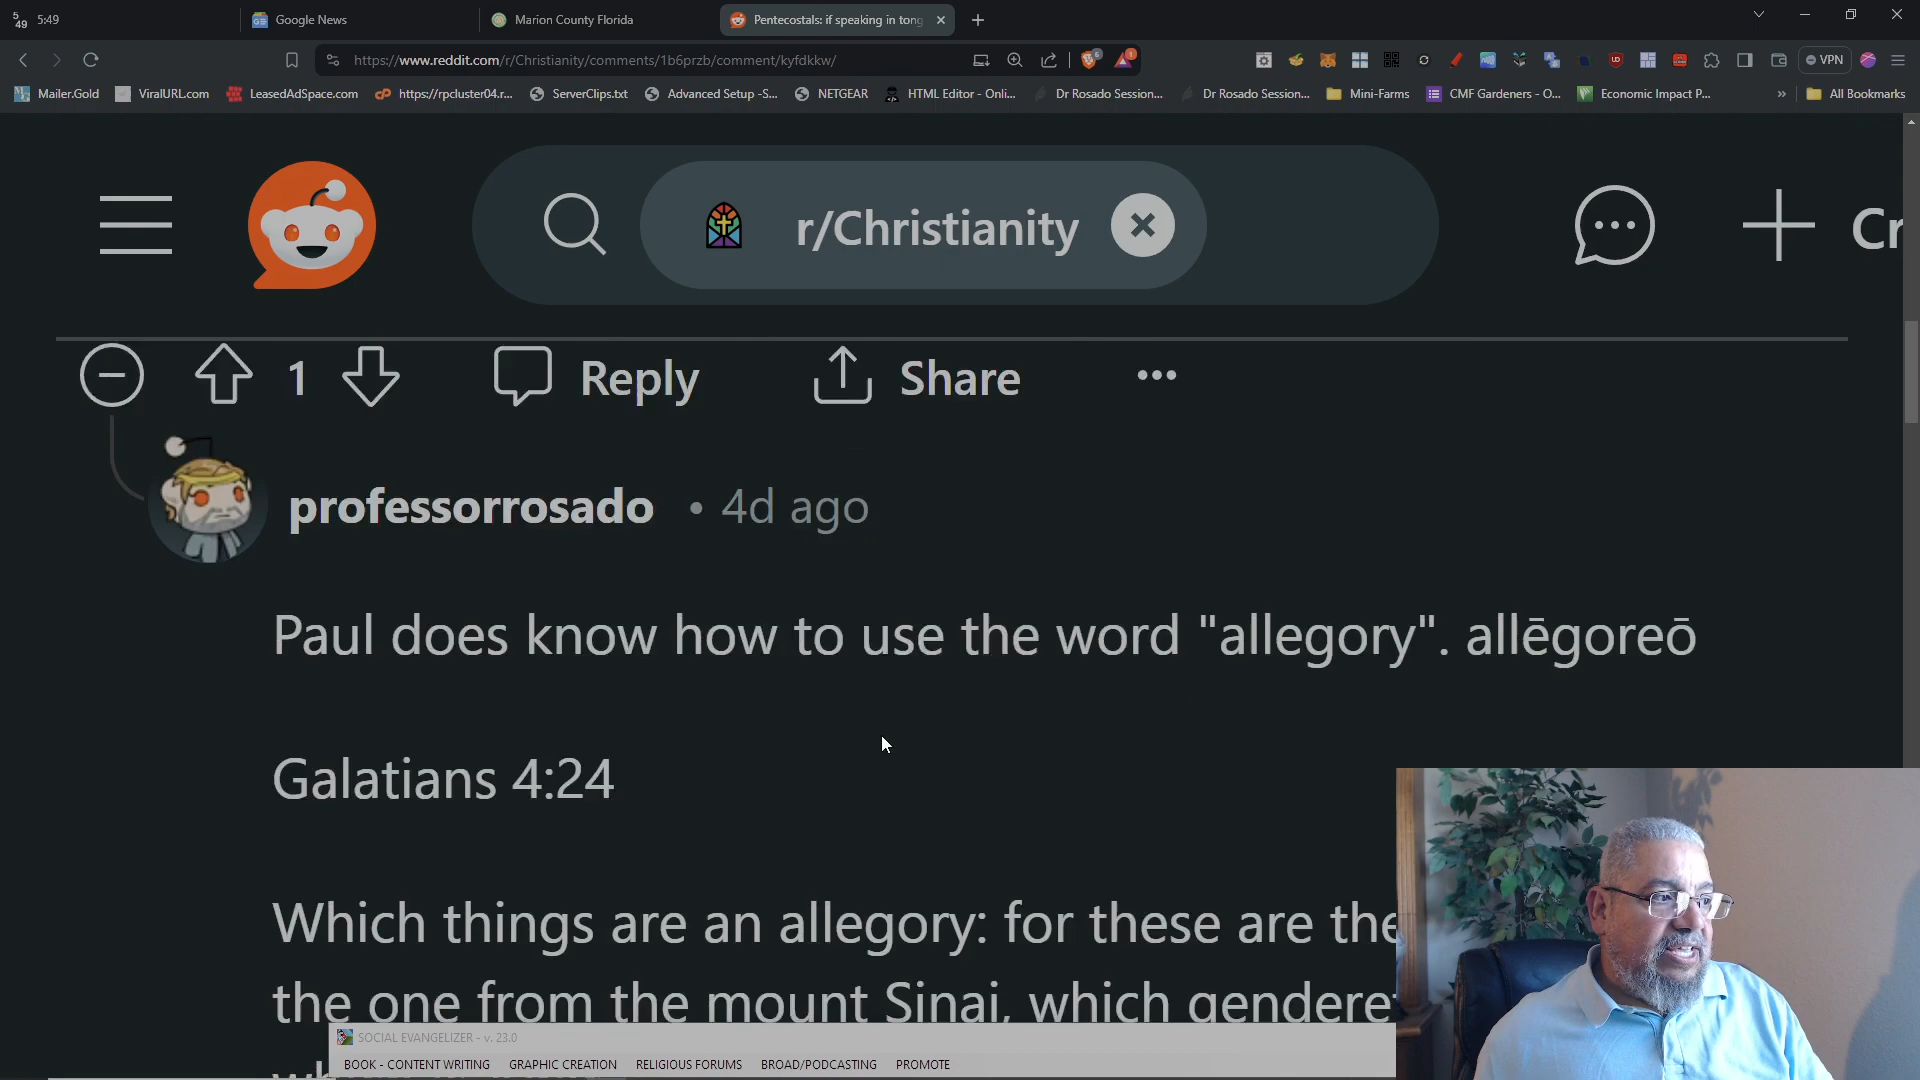 5:49
5
49
Google News
Marion County Florida
Pentecostals: if speaking in tong
https://www.reddit.com/r/Christianity/comments/1b6przb/comment/kyfdkkw/
6
1
VPN
Mailer.Gold
ViralURL.com
LeasedAdSpace.com
https://rpcluster04.r...
ServerClips.txt
Advanced Setup -S...
NETGEAR
HTML Editor - Onli...
Dr Rosado Session...
Dr Rosado Session...
Mini-Farms
CMF Gardeners - O...
Economic Impact P...
»
All Bookmarks
r/Christianity
Cr
1
Reply
Share
professorrosado • 4d ago
Paul does know how to use the word "allegory". allēgoreō
Galatians 4:24
Which things are an allegory: for these are the
the one from the mount Sinai, which gendere
SOCIAL EVANGELIZER - v. 23.0
BOOK - CONTENT WRITING
GRAPHIC CREATION
RELIGIOUS FORUMS
BROAD/PODCASTING
PROMOTE